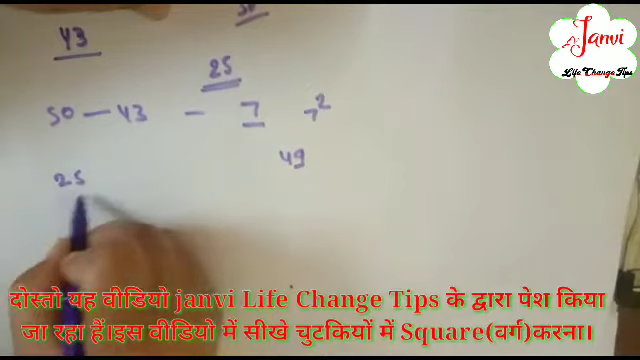 50
43
25
50 — 43 — 7 7²
49
25
Janvi
Life Change Tips
दोस्तो यह वीडियो janvi Life Change Tips के द्वारा पेश किया
जा रहा हैं।इस वीडियो में सीखे चुटकियों में Square(वर्ग)करना।